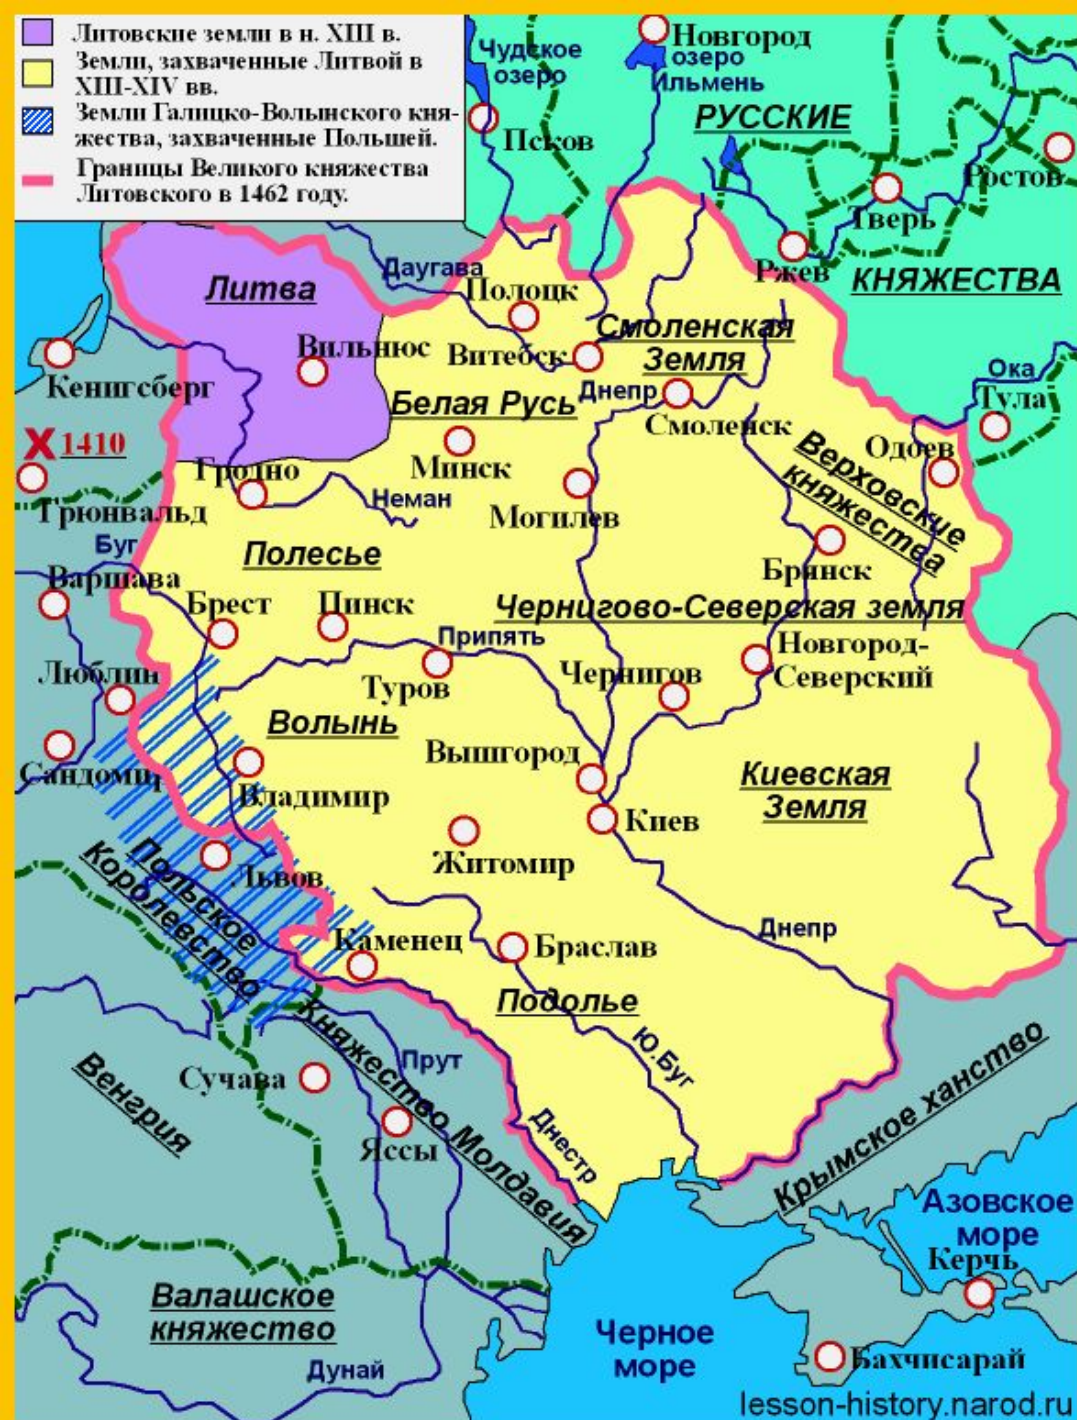 Литовские земли в н. XIII в.
Земли, захваченные Литвой в
XIII-XIV вв.
Земли Галицко-Волынского кня-
жества, захваченные Польшей.
Границы Великого княжества
Литовского в 1462 году.
Чудское
озеро
Новгород
озеро
Ильмень
Псков
РУССКИЕ
Ростов
Тверь
Ржев
КНЯЖЕСТВА
Даугава
Литва
Полоцк
Смоленская
Земля
Витебск
Вильнюс
Кенигсберг
Днепр
Белая Русь
Смоленск
Ока
Тула
Одоев
Верховские
княжества
1410
Грюнвальд
Гродно
Минск
Неман
Могилев
Буг
Варшава
Полесье
Брянск
Брест
Пинск
Чернигово-Северская земля
Припять
Новгород-
Северский
Люблин
Туров
Чернигов
Волынь
Сандомир
Владимир
Вышгород
Киевская
Земля
Киев
Житомир
Львов
Польское
Королевство
Каменец
Браслав
Днепр
Подолье
Княжество Молдавия
Ю.Буг
Венгрия
Сучава
Прут
Яссы
Днестр
Крымское ханство
Азовское
море
Керчь
Валашское
княжество
Дунай
Черное
море
Бахчисарай
lesson-history.narod.ru